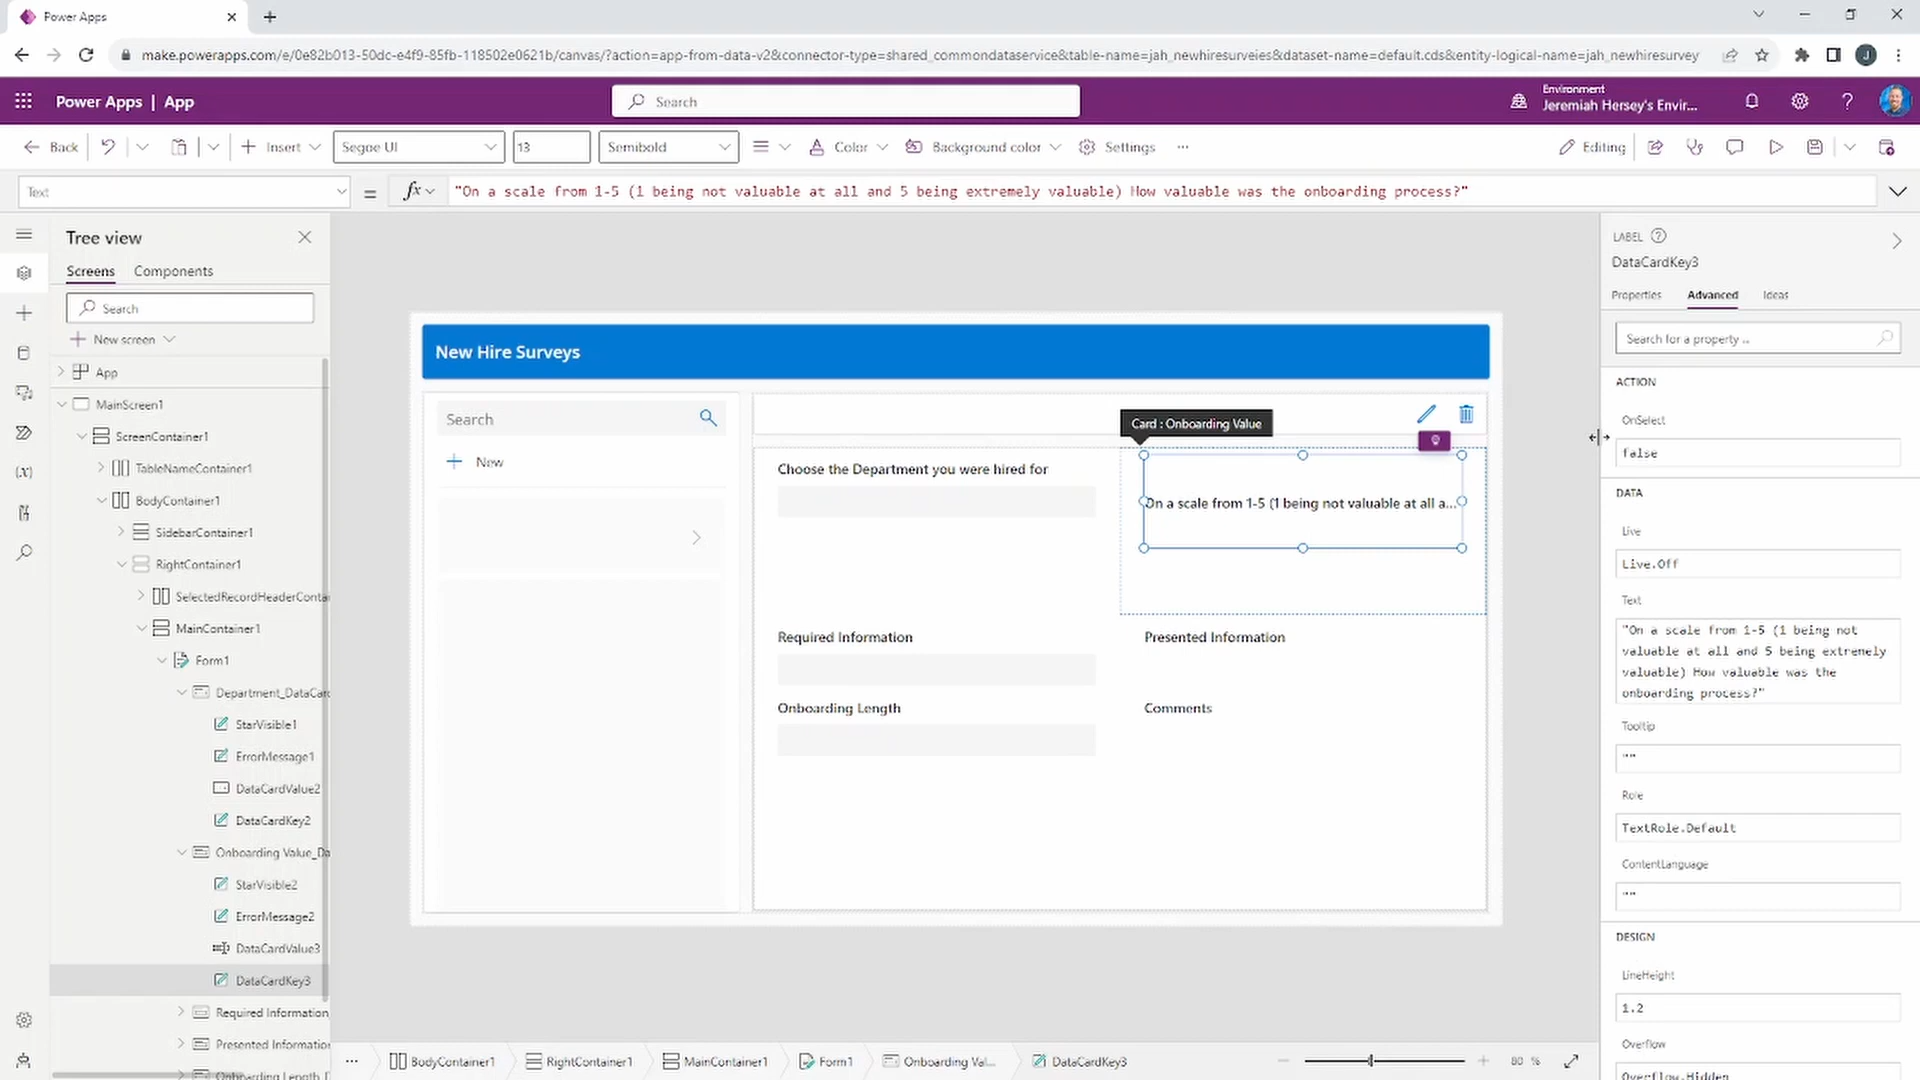 Power Apps
make.powerapps.com/e/0e82b013-50dc-e4f9-85fb-118502e0621b/canvas/?action=app-from-data-v2&connector-type=shared_commondataservice&table-name=jah_newhiresurveies&dataset-name=default.cds&entity-logical-name=jah_newhiresurvey
J
Power Apps | App
Search
Environment
Jeremiah Hersey's Envir...
Back
Insert
Segoe UI
13
Semibold
Color
Background color
Settings
Editing
Text
=
fx
"On a scale from 1-5 (1 being not valuable at all and 5 being extremely valuable) How valuable was the onboarding process?"
Tree view
Screens
Components
Search
New screen
App
MainScreen1
ScreenContainer1
TableNameContainer1
BodyContainer1
SidebarContainer1
RightContainer1
SelectedRecordHeaderConta
MainContainer1
Form1
Department_DataCard
StarVisible1
ErrorMessage1
DataCardValue2
DataCardKey2
Onboarding Value_Da
StarVisible2
ErrorMessage2
DataCardValue3
DataCardKey3
Required Information_
Presented Information
Onboarding Length_D
New Hire Surveys
Search
New
Card : Onboarding Value
Choose the Department you were hired for
On a scale from 1-5 (1 being not valuable at all a...
Required Information
Presented Information
Onboarding Length
Comments
LABEL
DataCardKey3
Properties
Advanced
Ideas
Search for a property ..
ACTION
OnSelect
false
DATA
Live
Live.Off
Text
"On a scale from 1-5 (1 being not
valuable at all and 5 being extremely
valuable) How valuable was the
onboarding process?"
Tooltip
""
Role
TextRole.Default
ContentLanguage
""
DESIGN
LineHeight
1.2
Overflow
Overflow.Hidden
...
BodyContainer1
RightContainer1
MainContainer1
Form1
Onboarding Val...
DataCardKey3
80 %